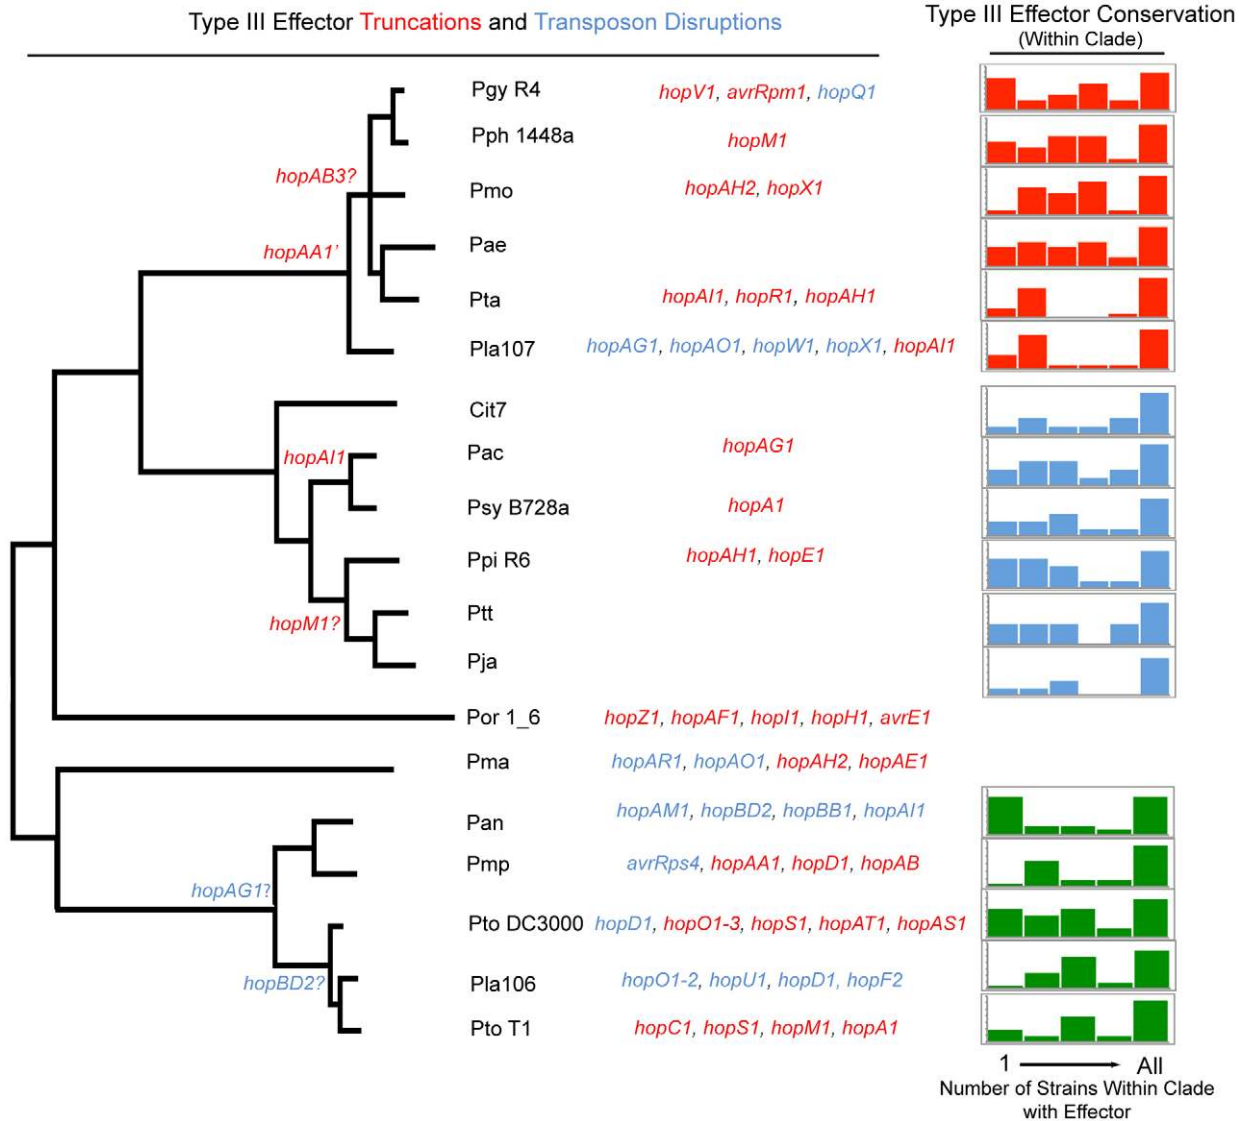 Type III Effector Truncations and Transposon Disruptions
Type III Effector Conservation
(Within Clade)
Pgy R4
hopV1, avrRpm1, hopQ1
Pph 1448a
hopM1
hopAB3?
Pmo
hopAH2, hopX1
hopAA1'
Pae
Pta
hopAI1, hopR1, hopAH1
Pla107
hopAG1, hopAO1, hopW1, hopX1, hopAI1
Cit7
hopAI1
Pac
hopAG1
Psy B728a
hopA1
Ppi R6
hopAH1, hopE1
Ptt
hopM1?
Pja
Por 1_6
hopZ1, hopAF1, hopI1, hopH1, avrE1
Pma
hopAR1, hopAO1, hopAH2, hopAE1
Pan
hopAM1, hopBD2, hopBB1, hopAI1
Pmp
avrRps4, hopAA1, hopD1, hopAB
hopAG1?
Pto DC3000
hopD1, hopO1-3, hopS1, hopAT1, hopAS1
hopBD2?
Pla106
hopO1-2, hopU1, hopD1, hopF2
Pto T1
hopC1, hopS1, hopM1, hopA1
1 All
Number of Strains Within Clade
with Effector